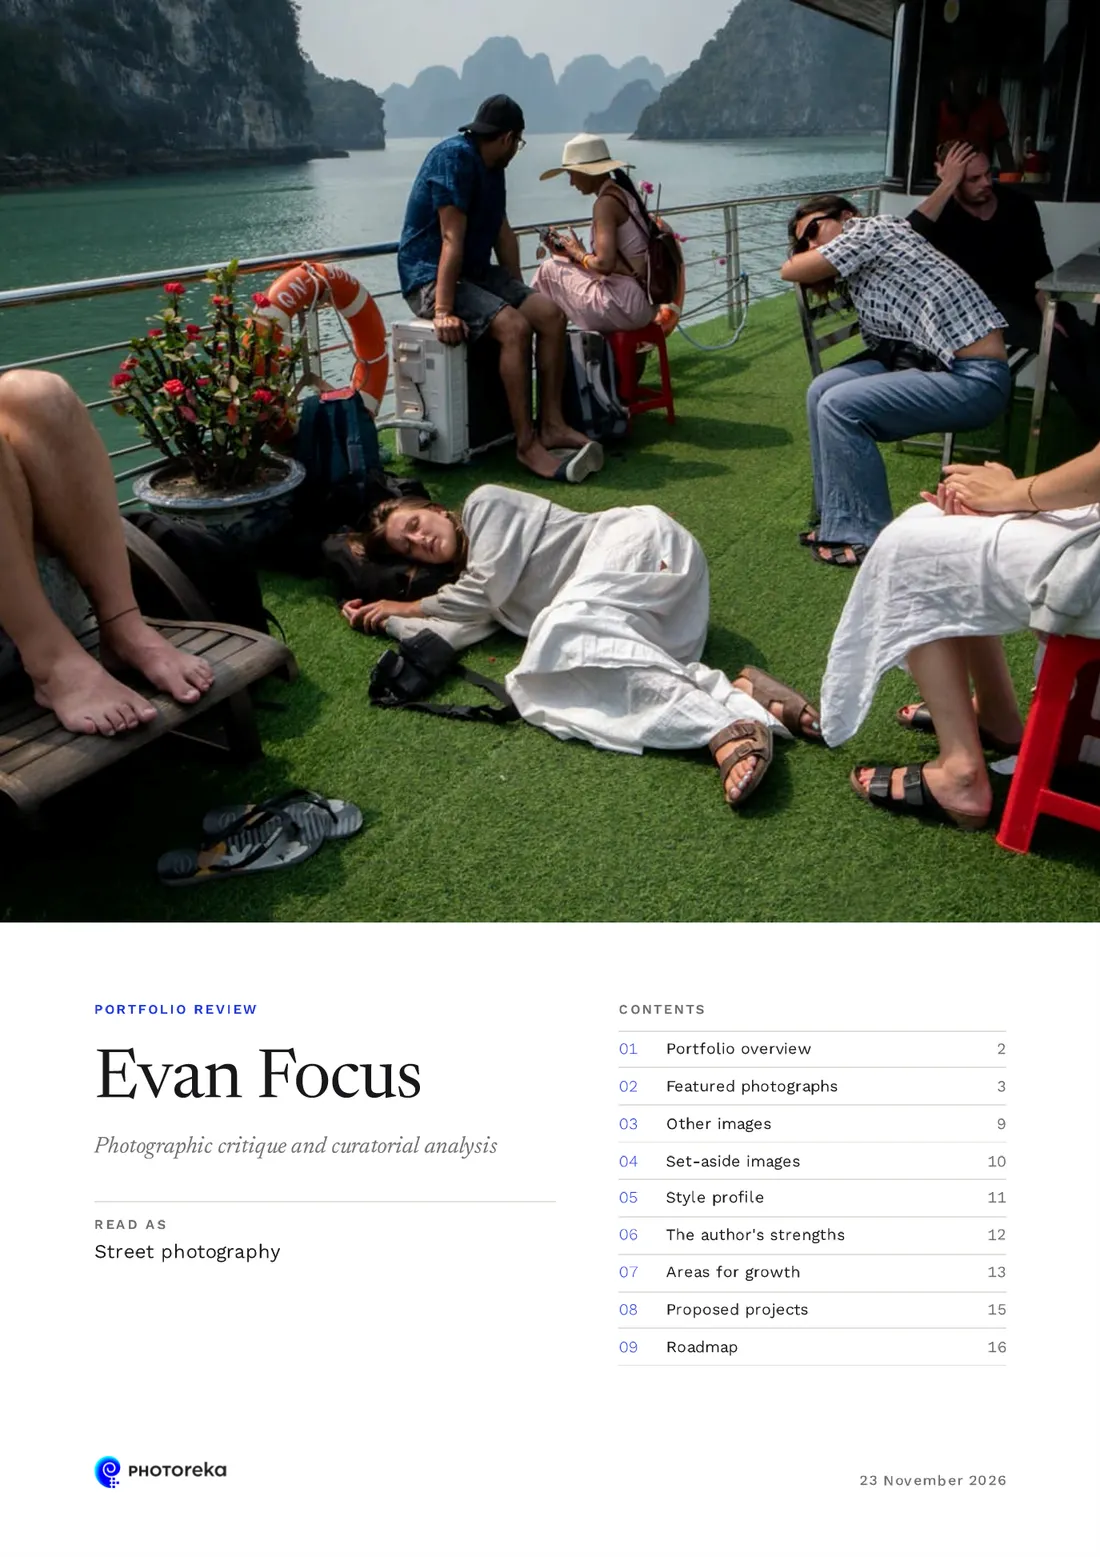 PORTFOLIO REVIEW
Evan Focus
Photographic critique and curatorial analysis
READ AS
Street photography
CONTENTS
01 Portfolio overview 2
02 Featured photographs 3
03 Other images 9
04 Set-aside images 10
05 Style profile 11
06 The author's strengths 12
07 Areas for growth 13
08 Proposed projects 15
09 Roadmap 16
PHOTOreka
23 November 2026